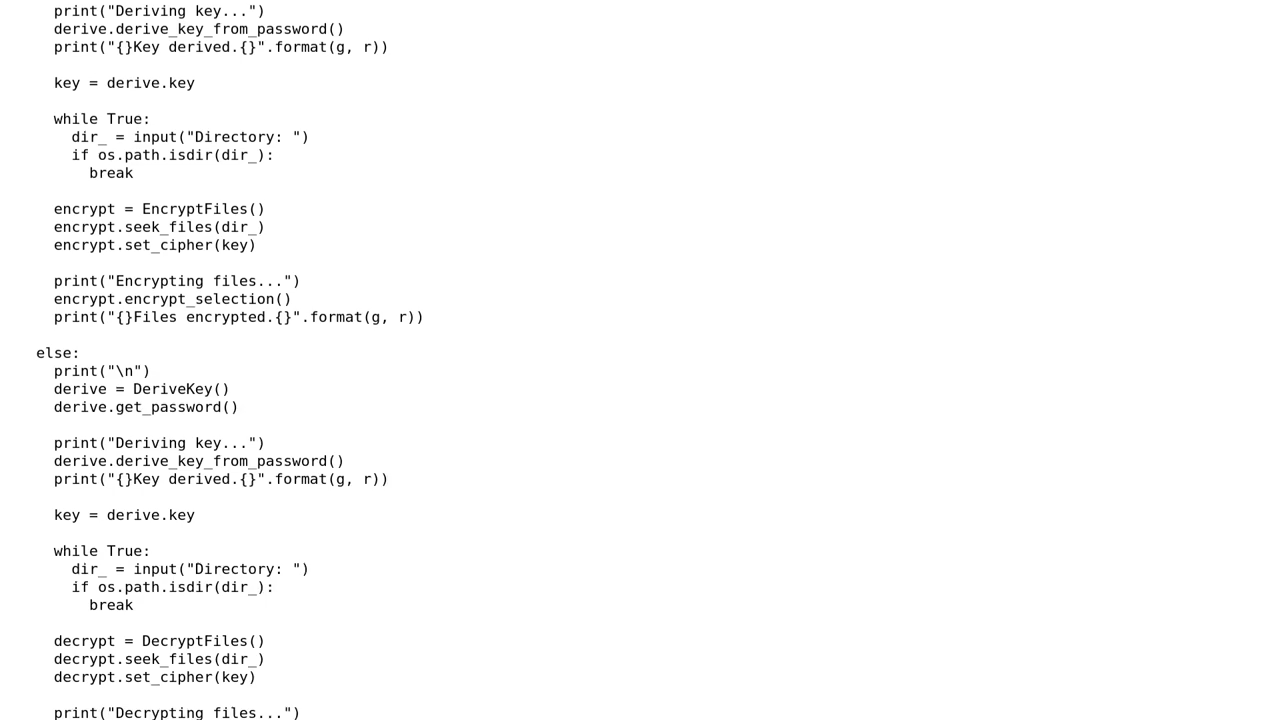 print("Deriving key...")
derive.derive_key_from_password()
print("{}Key derived.{}".format(g, r))
key = derive.key
while True:
dir_ = input("Directory: ")
if os.path.isdir(dir_):
break
encrypt = EncryptFiles()
encrypt.seek_files(dir_)
encrypt.set_cipher(key)
print("Encrypting files...")
encrypt.encrypt_selection()
print("{}Files encrypted.{}".format(g, r))
else:
print("\n")
derive = DeriveKey()
derive.get_password()
print("Deriving key...")
derive.derive_key_from_password()
print("{}Key derived.{}".format(g, r))
key = derive.key
while True:
dir_ = input("Directory: ")
if os.path.isdir(dir_):
break
decrypt = DecryptFiles()
decrypt.seek_files(dir_)
decrypt.set_cipher(key)
print("Decrypting files...")